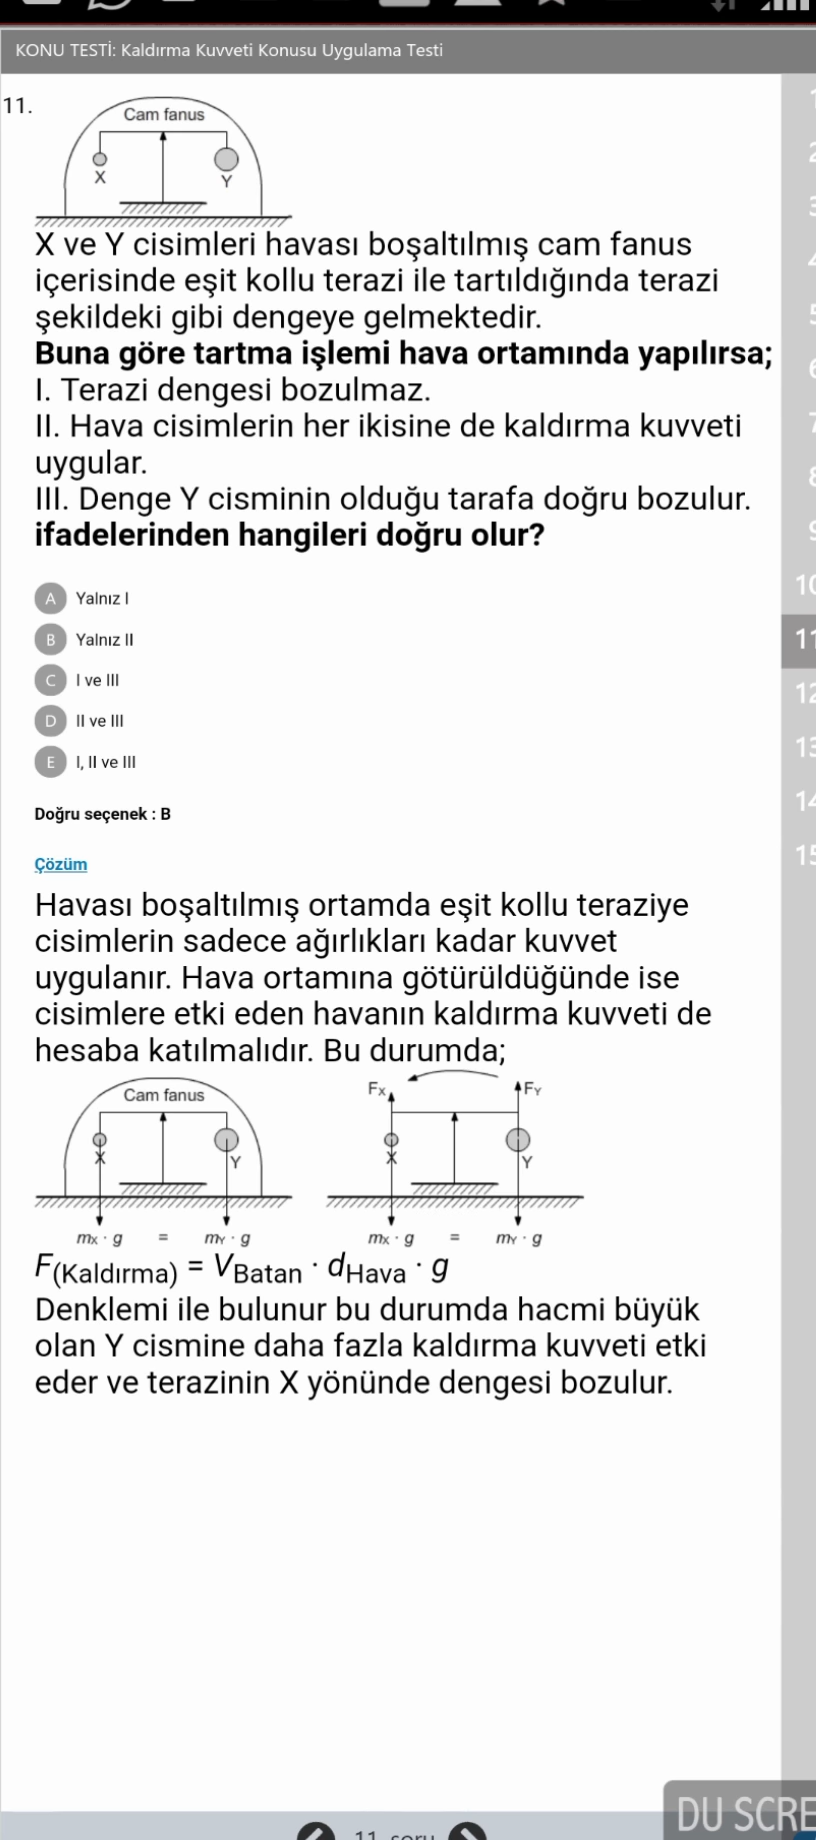 KONU TESTİ: Kaldırma Kuvveti Konusu Uygulama Testi
11.
Cam fanus
X
Y
X ve Y cisimleri havası boşaltılmış cam fanus
içerisinde eşit kollu terazi ile tartıldığında terazi
şekildeki gibi dengeye gelmektedir.
Buna göre tartma işlemi hava ortamında yapılırsa;
I. Terazi dengesi bozulmaz.
II. Hava cisimlerin her ikisine de kaldırma kuvveti
uygular.
III. Denge Y cisminin olduğu tarafa doğru bozulur.
ifadelerinden hangileri doğru olur?
A Yalnız I
B Yalnız II
C I ve III
D II ve III
E I, II ve III
Doğru seçenek : B
Çözüm
Havası boşaltılmış ortamda eşit kollu teraziye
cisimlerin sadece ağırlıkları kadar kuvvet
uygulanır. Hava ortamına götürüldüğünde ise
cisimlere etki eden havanın kaldırma kuvveti de
hesaba katılmalıdır. Bu durumda;
Cam fanus
X
Y
mX · g = mY · g
FX
FY
X
Y
mX · g = mY · g
F(Kaldırma) = VBatan · dHava · g
Denklemi ile bulunur bu durumda hacmi büyük
olan Y cismine daha fazla kaldırma kuvveti etki
eder ve terazinin X yönünde dengesi bozulur.
10
11
12
13
14
15
11. soru
DU SCRE